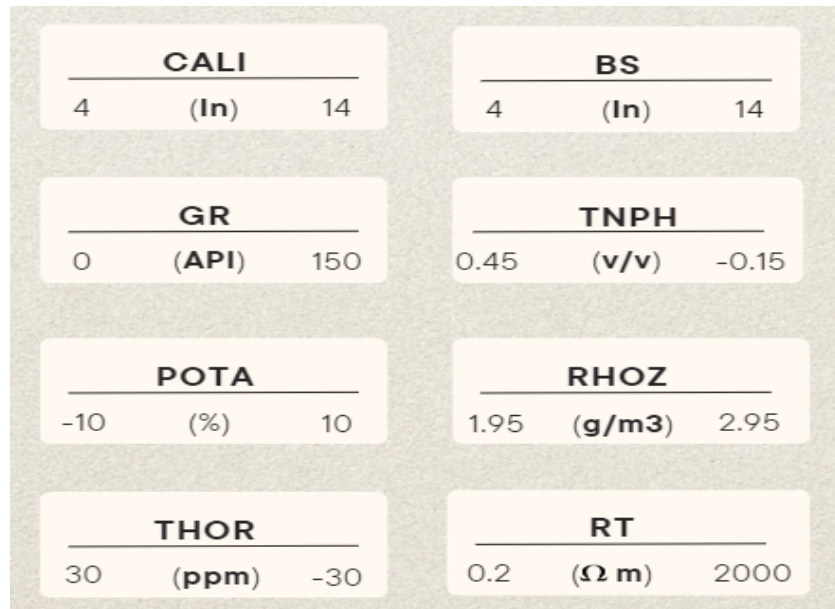 CALI
4 (In) 14
BS
4 (In) 14
GR
0 (API) 150
TNPH
0.45 (v/v) -0.15
POTA
-10 (%) 10
RHOZ
1.95 (g/m3) 2.95
THOR
30 (ppm) -30
RT
0.2 (Ω m) 2000